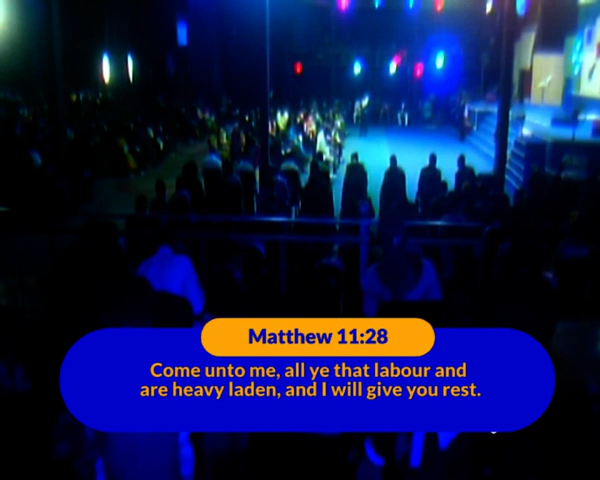 Matthew 11:28
Come unto me, all ye that labour and
are heavy laden, and I will give you rest.